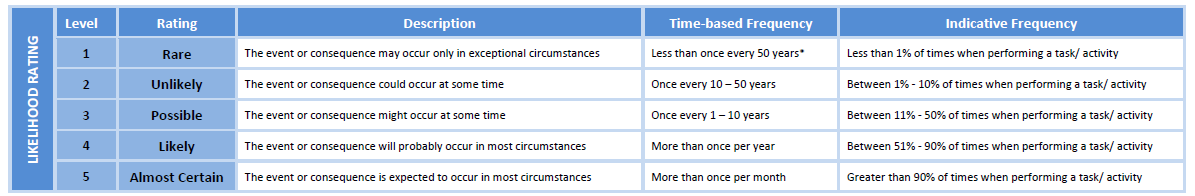 LIKELIHOOD RATING
Level Rating Description Time-based Frequency Indicative Frequency
1 Rare The event or consequence may occur only in exceptional circumstances Less than once every 50 years* Less than 1% of times when performing a task/ activity
2 Unlikely The event or consequence could occur at some time Once every 10 – 50 years Between 1% - 10% of times when performing a task/ activity
3 Possible The event or consequence might occur at some time Once every 1 – 10 years Between 11% - 50% of times when performing a task/ activity
4 Likely The event or consequence will probably occur in most circumstances More than once per year Between 51% - 90% of times when performing a task/ activity
5 Almost Certain The event or consequence is expected to occur in most circumstances More than once per month Greater than 90% of times when performing a task/ activity